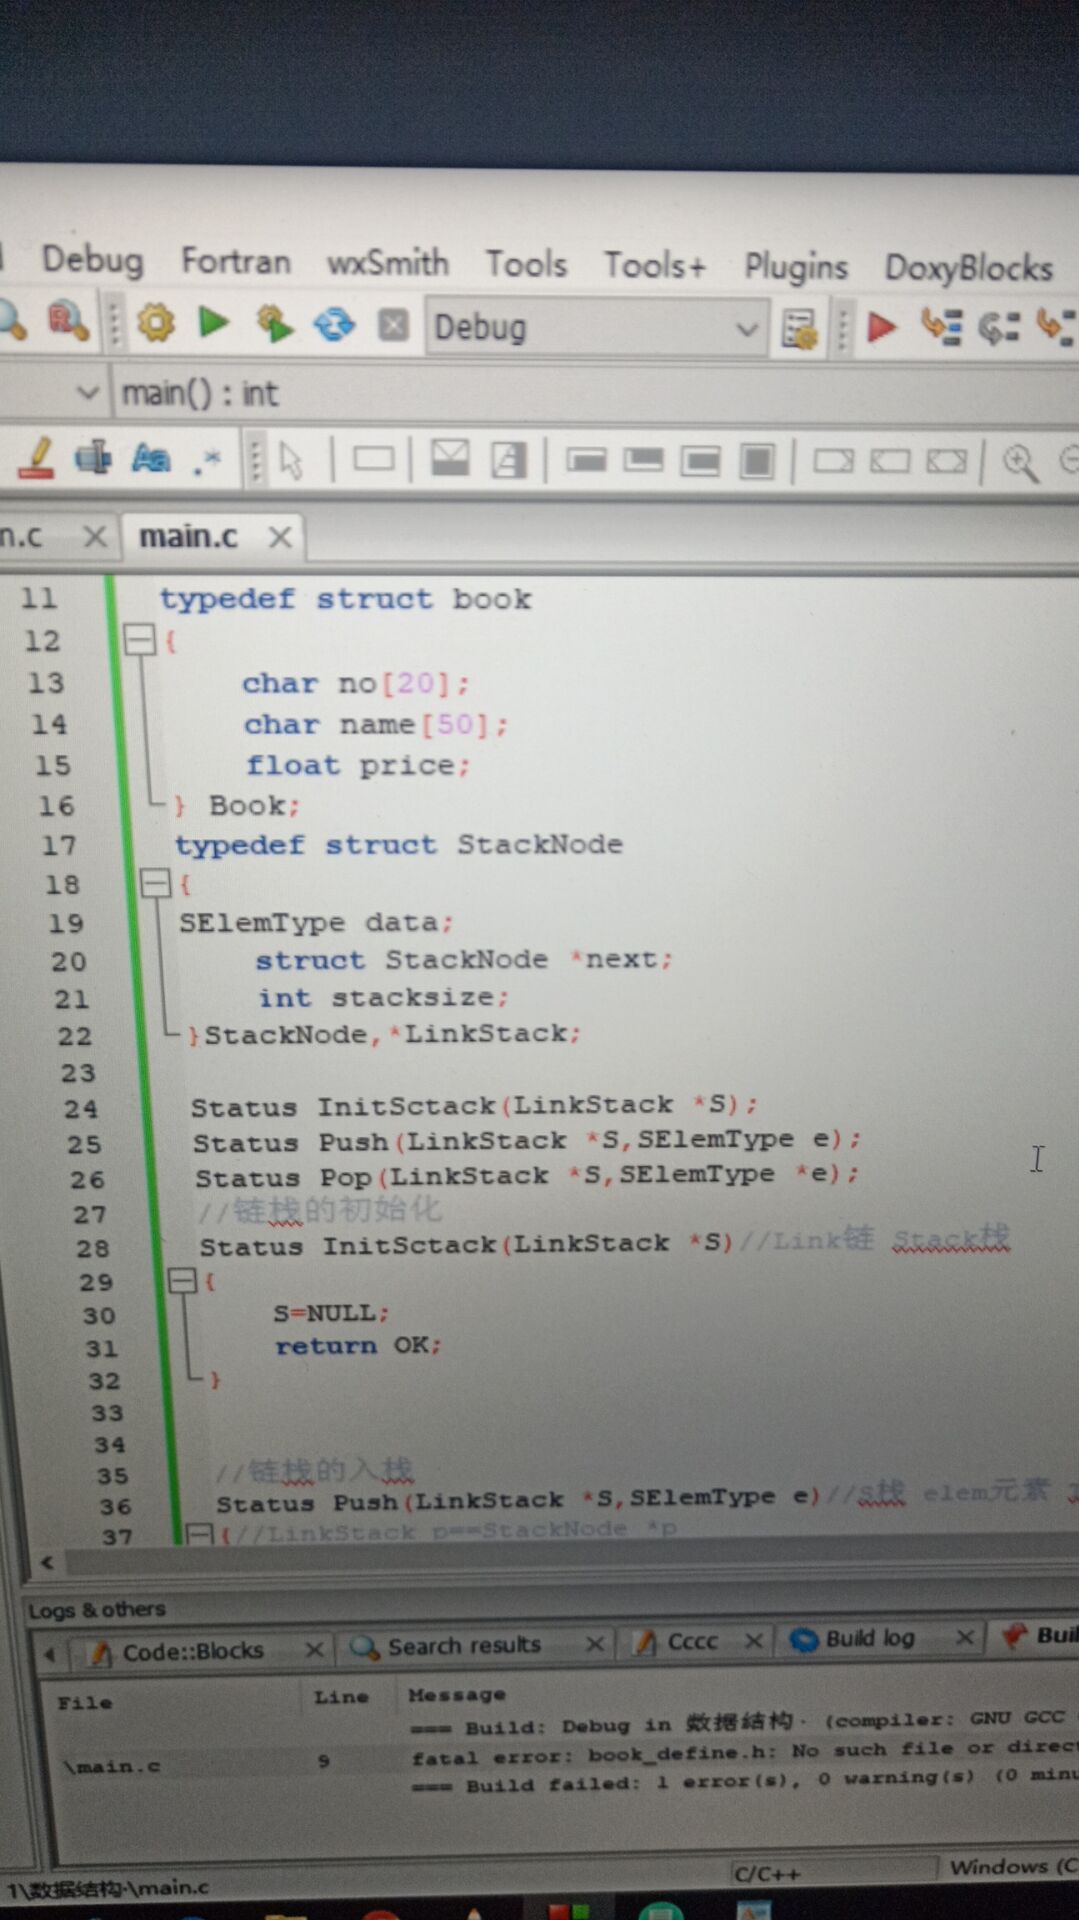 Debug Fortran wxSmith Tools Tools+ Plugins DoxyBlocks
Debug
main() : int
n.c main.c
11 typedef struct book
12 {
13 char no[20];
14 char name[50];
15 float price;
16 } Book;
17 typedef struct StackNode
18 {
19 SElemType data;
20 struct StackNode *next;
21 int stacksize;
22 }StackNode,*LinkStack;
23
24 Status InitSctack(LinkStack *S);
25 Status Push(LinkStack *S,SElemType e);
26 Status Pop(LinkStack *S,SElemType *e);
27 //链栈的初始化
28 Status InitSctack(LinkStack *S)//Link链 Stack栈
29 {
30 S=NULL;
31 return OK;
32 }
33
34
35 //链栈的入栈
36 Status Push(LinkStack *S,SElemType e)//S栈 elem元素
37 {//LinkStack p==StackNode *p
Logs & others
Code::Blocks Search results Cccc Build log Buil
File Line Message
=== Build: Debug in 数据结构· (compiler: GNU GCC
\main.c 9 fatal error: book_define.h: No such file or direct
=== Build failed: 1 error(s), 0 warning(s) (0 minu
1\数据结构·\main.c C/C++ Windows (C